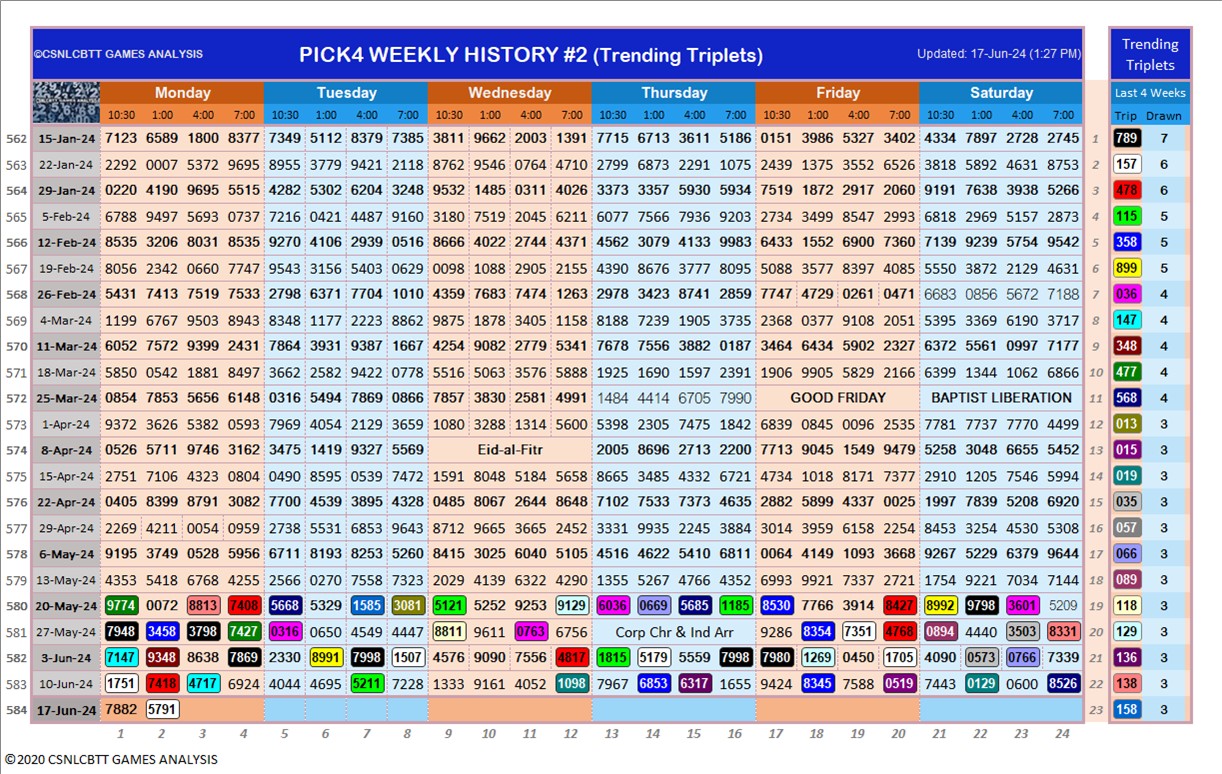 ©CSNLCBTT GAMES ANALYSIS PICK4 WEEKLY HISTORY #2 (Trending Triplets) Updated: 17-Jun-24 (1:27 PM) Trending Triplets
Monday Tuesday Wednesday Thursday Friday Saturday Last 4 Weeks
10:30 1:00 4:00 7:00 10:30 1:00 4:00 7:00 10:30 1:00 4:00 7:00 10:30 1:00 4:00 7:00 10:30 1:00 4:00 7:00 10:30 1:00 4:00 7:00 Trip Drawn
562 15-Jan-24 7123 6589 1800 8377 7349 5112 8379 7385 3811 9662 2003 1391 7715 6713 3611 5186 0151 3986 5327 3402 4334 7897 2728 2745 1 789 7
563 22-Jan-24 2292 0007 5372 9695 8955 3779 9421 2118 8762 9546 0764 4710 2799 6873 2291 1075 2439 1375 3552 6526 3818 5892 4631 8753 2 157 6
564 29-Jan-24 0220 4190 9695 5515 4282 5302 6204 3248 9532 1485 0311 4026 3373 3357 5930 5934 7519 1872 2917 2060 9191 7638 3938 5266 3 478 6
565 5-Feb-24 6788 9497 5693 0737 7216 0421 4487 9160 3180 7519 2045 6211 6077 7566 7936 9203 2734 3499 8547 2993 6818 2969 5157 2873 4 115 5
566 12-Feb-24 8535 3206 8031 8535 9270 4106 2939 0516 8666 4022 2744 4371 4562 3079 4133 9983 6433 1552 6900 7360 7139 9239 5754 9542 5 358 5
567 19-Feb-24 8056 2342 0660 7747 9543 3156 5403 0629 0098 1088 2905 2155 4390 8676 3777 8095 5088 3577 8397 4085 5550 3872 2129 4631 6 899 5
568 26-Feb-24 5431 7413 7519 7533 2798 6371 7704 1010 9359 7683 7474 1263 2978 3423 8741 2859 7747 4729 0261 0471 6683 0856 5672 7188 7 036 4
569 4-Mar-24 1199 6767 9503 8943 8348 1177 2223 8862 9875 1878 3405 1158 8188 7239 1905 3735 2368 0377 9108 2051 5395 3369 6190 3717 8 147 4
570 11-Mar-24 6052 7572 9399 2431 7864 3931 9387 1667 4254 9082 2779 5341 7678 7556 3882 0187 3464 6434 5902 2327 6372 5561 0997 7177 9 348 4
571 18-Mar-24 5850 0542 1881 8497 3662 2582 9422 0778 5516 5063 3576 5888 1925 1690 1597 2391 1906 9905 5829 2166 6399 1344 1062 6866 10 477 4
572 25-Mar-24 0854 7853 5656 6148 0316 5494 7869 0866 7857 3830 2581 4991 1484 4414 6705 7990 GOOD FRIDAY BAPTIST LIBERATION 11 568 4
573 1-Apr-24 9372 3626 5382 0593 7969 4054 2129 3659 1080 3288 1314 5600 5398 2305 7475 1842 6839 0845 0096 2535 7781 7737 7770 4499 12 013 3
574 8-Apr-24 0526 5711 9746 3162 3475 1419 9327 5569 Eid-al-Fitr 2005 8696 2713 2200 7713 9045 1549 9479 5258 3048 6655 5452 13 015 3
575 15-Apr-24 2751 7106 4323 0804 0490 8595 0539 7472 1591 8048 5184 5658 8665 3485 4332 6721 4734 1018 8171 7377 2910 1205 7546 5994 14 019 3
576 22-Apr-24 0405 8399 8791 3082 7700 4539 3895 4328 0485 8067 2644 8648 7102 7533 7373 4635 2882 5899 4337 0025 1997 7839 5208 6920 15 035 3
577 29-Apr-24 2269 4211 0054 0959 2738 5531 6853 9643 8712 9665 3665 2452 3331 9935 2245 3884 3014 3959 6158 2254 8453 3254 4530 5308 16 057 3
578 6-May-24 9195 3749 0528 5956 6711 8193 8253 5260 8415 3025 6040 5105 4516 4622 5410 6811 0064 4149 1093 3668 9267 5229 6379 9644 17 066 3
579 13-May-24 4353 5418 6768 4255 2566 0270 7558 7323 2029 4139 6322 4290 1355 5267 4766 4352 6993 9921 7337 2721 1754 9221 7034 7144 18 089 3
580 20-May-24 9774 0072 8813 7408 5668 5329 1585 3081 5121 5252 9253 9129 6036 0669 5685 1185 8530 7766 3914 8427 8992 9798 3601 5209 19 118 3
581 27-May-24 7948 3458 3798 7427 0316 0650 4549 4447 8811 9611 0763 6756 Corp Chr & Ind Arr 9286 8354 7351 4768 0894 4440 3503 8331 20 129 3
582 3-Jun-24 7147 9348 8638 7869 2330 8991 7998 1507 4576 9090 7556 4817 1815 5179 5559 7998 7980 1269 0450 1705 4090 0573 0766 7339 21 136 3
583 10-Jun-24 1751 7418 4717 6924 4044 4695 5211 7228 1333 9161 4052 1098 7967 6853 6317 1655 9424 8345 7588 0519 7443 0129 0600 8526 22 138 3
584 17-Jun-24 7882 5791 23 158 3
1 2 3 4 5 6 7 8 9 10 11 12 13 14 15 16 17 18 19 20 21 22 23 24
©2020 CSNLCBTT GAMES ANALYSIS